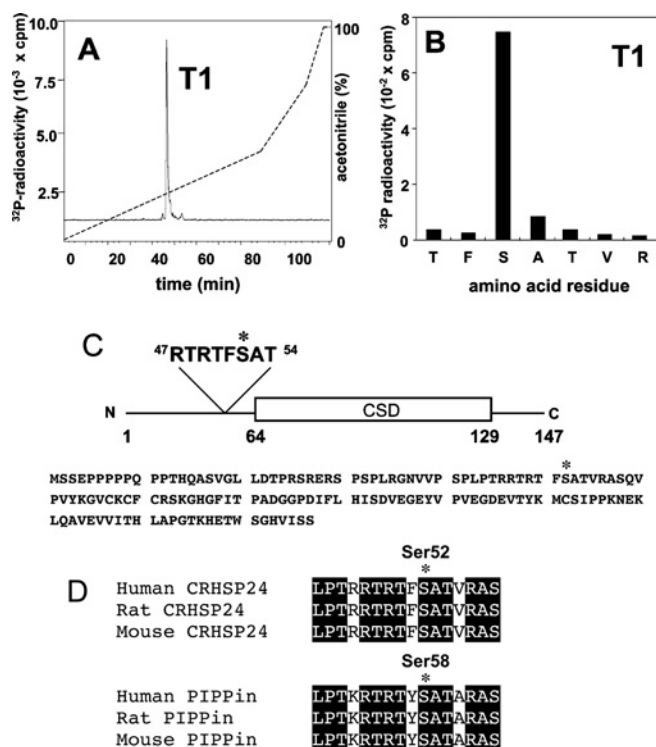 A
T1
10.0
7.5
5.0
2.5
³²P-radioactivity (10⁻³ x cpm)
100
0
acetonitrile (%)
0 20 40 60 80 100
time (min)
B
T1
8
6
4
2
0
³²P radioactivity (10⁻² x cpm)
T F S A T V R
amino acid residue
C
*
⁴⁷RTRTFSAT ⁵⁴
N CSD C
1 64 129 147
*
MSSEPPPPPQ PPTHQASVGL LDTPRSRERS PSPLRGNVVP SPLPTRRTRT FSATVRASQV
PVYKGVCKCF CRSKGHGFIT PADGGPDIFL HISDVEGEYV PVEGDEVTYK MCSIPPKNEK
LQAVEVVITH LAPGTKHETW SGHVISS
D
Ser52
*
Human CRHSP24 LPTRRTRTFSATVRAS
Rat CRHSP24 LPTRRTRTFSATVRAS
Mouse CRHSP24 LPTRRTRTFSATVRAS
Ser58
*
Human PIPPin LPTKRTRTYSATARAS
Rat PIPPin LPTKRTRTYSATARAS
Mouse PIPPin LPTKRTRTYSATARAS